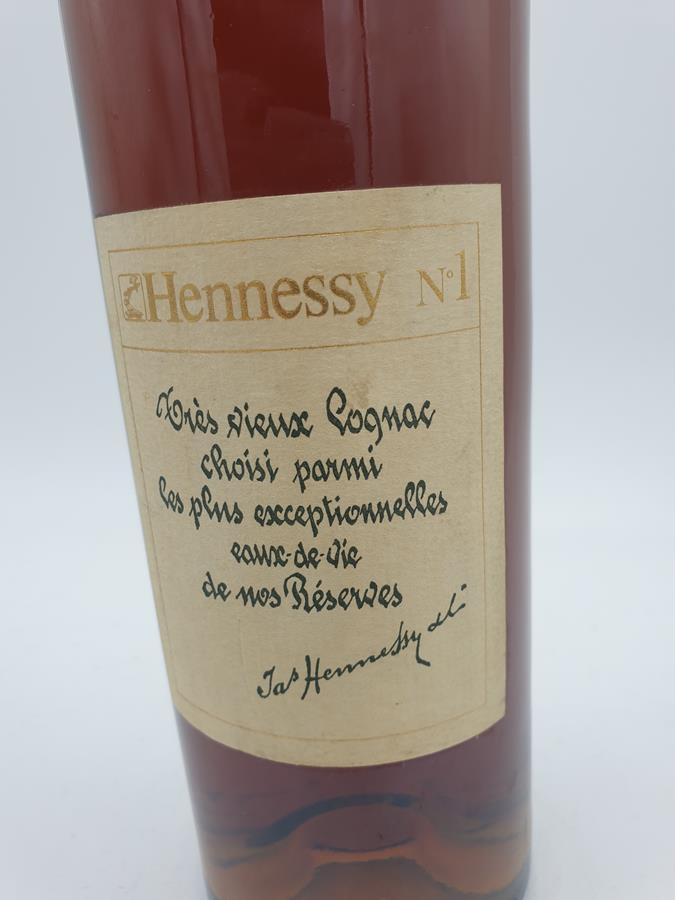 Hennessy N°1
Très vieux Cognac
choisi parmi
les plus exceptionnelles
eaux-de-vie
de nos Réserves
Jas Hennessy